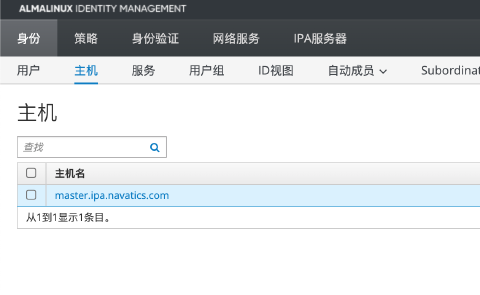 ALMALINUX IDENTITY MANAGEMENT
身份 策略 身份验证 网络服务 IPA服务器
用户 主机 服务 用户组 ID视图 自动成员 Subordinat
主机
查找
主机名
master.ipa.navatics.com
从1到1显示1条目。